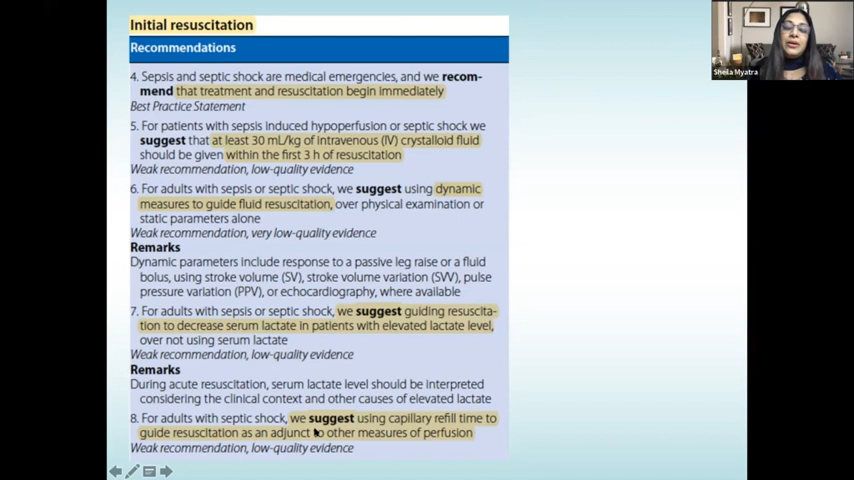 Initial resuscitation
Recommendations
4. Sepsis and septic shock are medical emergencies, and we recom-
mend that treatment and resuscitation begin immediately
Best Practice Statement
5. For patients with sepsis induced hypoperfusion or septic shock we
suggest that at least 30 mL/kg of intravenous (IV) crystalloid fluid
should be given within the first 3 h of resuscitation
Weak recommendation, low-quality evidence
6. For adults with sepsis or septic shock, we suggest using dynamic
measures to guide fluid resuscitation, over physical examination or
static parameters alone
Weak recommendation, very low-quality evidence
Remarks
Dynamic parameters include response to a passive leg raise or a fluid
bolus, using stroke volume (SV), stroke volume variation (SVV), pulse
pressure variation (PPV), or echocardiography, where available
7. For adults with sepsis or septic shock, we suggest guiding resuscita-
tion to decrease serum lactate in patients with elevated lactate level,
over not using serum lactate
Weak recommendation, low-quality evidence
Remarks
During acute resuscitation, serum lactate level should be interpreted
considering the clinical context and other causes of elevated lactate
8. For adults with septic shock, we suggest using capillary refill time to
guide resuscitation as an adjunct to other measures of perfusion
Weak recommendation, low-quality evidence
Sheila Myatra